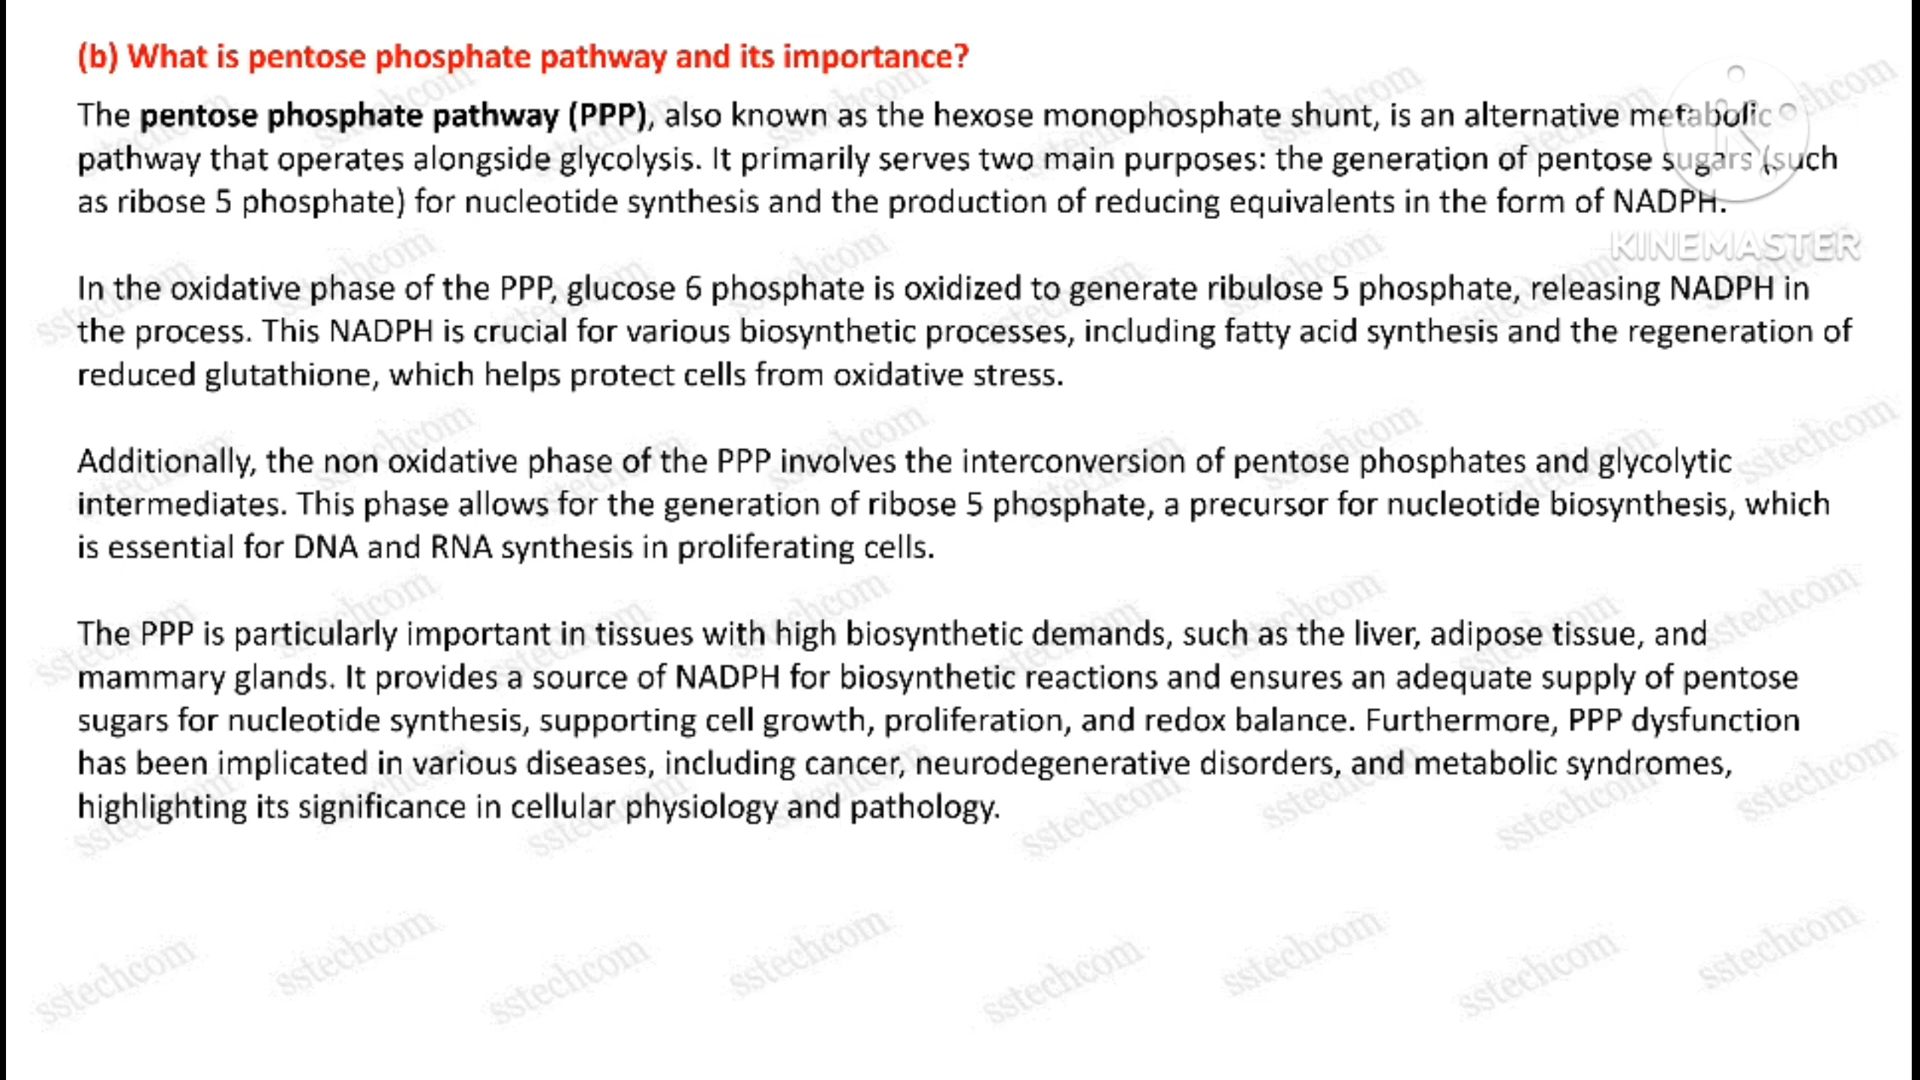 (b) What is pentose phosphate pathway and its importance?
The pentose phosphate pathway (PPP), also known as the hexose monophosphate shunt, is an alternative metabolic
pathway that operates alongside glycolysis. It primarily serves two main purposes: the generation of pentose sugars (such
as ribose 5 phosphate) for nucleotide synthesis and the production of reducing equivalents in the form of NADPH.
KINEMASTER
In the oxidative phase of the PPP, glucose 6 phosphate is oxidized to generate ribulose 5 phosphate, releasing NADPH in
the process. This NADPH is crucial for various biosynthetic processes, including fatty acid synthesis and the regeneration of
reduced glutathione, which helps protect cells from oxidative stress.
Additionally, the non oxidative phase of the PPP involves the interconversion of pentose phosphates and glycolytic
intermediates. This phase allows for the generation of ribose 5 phosphate, a precursor for nucleotide biosynthesis, which
is essential for DNA and RNA synthesis in proliferating cells.
The PPP is particularly important in tissues with high biosynthetic demands, such as the liver, adipose tissue, and
mammary glands. It provides a source of NADPH for biosynthetic reactions and ensures an adequate supply of pentose
sugars for nucleotide synthesis, supporting cell growth, proliferation, and redox balance. Furthermore, PPP dysfunction
has been implicated in various diseases, including cancer, neurodegenerative disorders, and metabolic syndromes,
highlighting its significance in cellular physiology and pathology.
sstechcom sstechcom sstechcom sstechcom sstechcom sstechcom sstechcom sstechcom